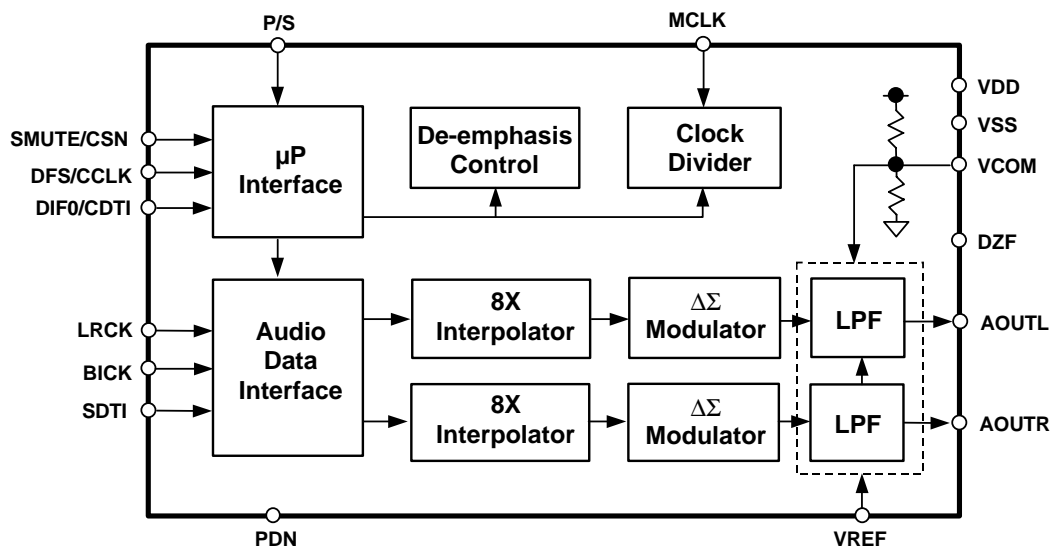 P/S
MCLK
VDD
VSS
VCOM
DZF
SMUTE/CSN
DFS/CCLK
DIF0/CDTI
µP
Interface
De-emphasis
Control
Clock
Divider
LRCK
BICK
SDTI
Audio
Data
Interface
8X
Interpolator
ΔΣ
Modulator
LPF
AOUTL
8X
Interpolator
ΔΣ
Modulator
LPF
AOUTR
PDN
VREF